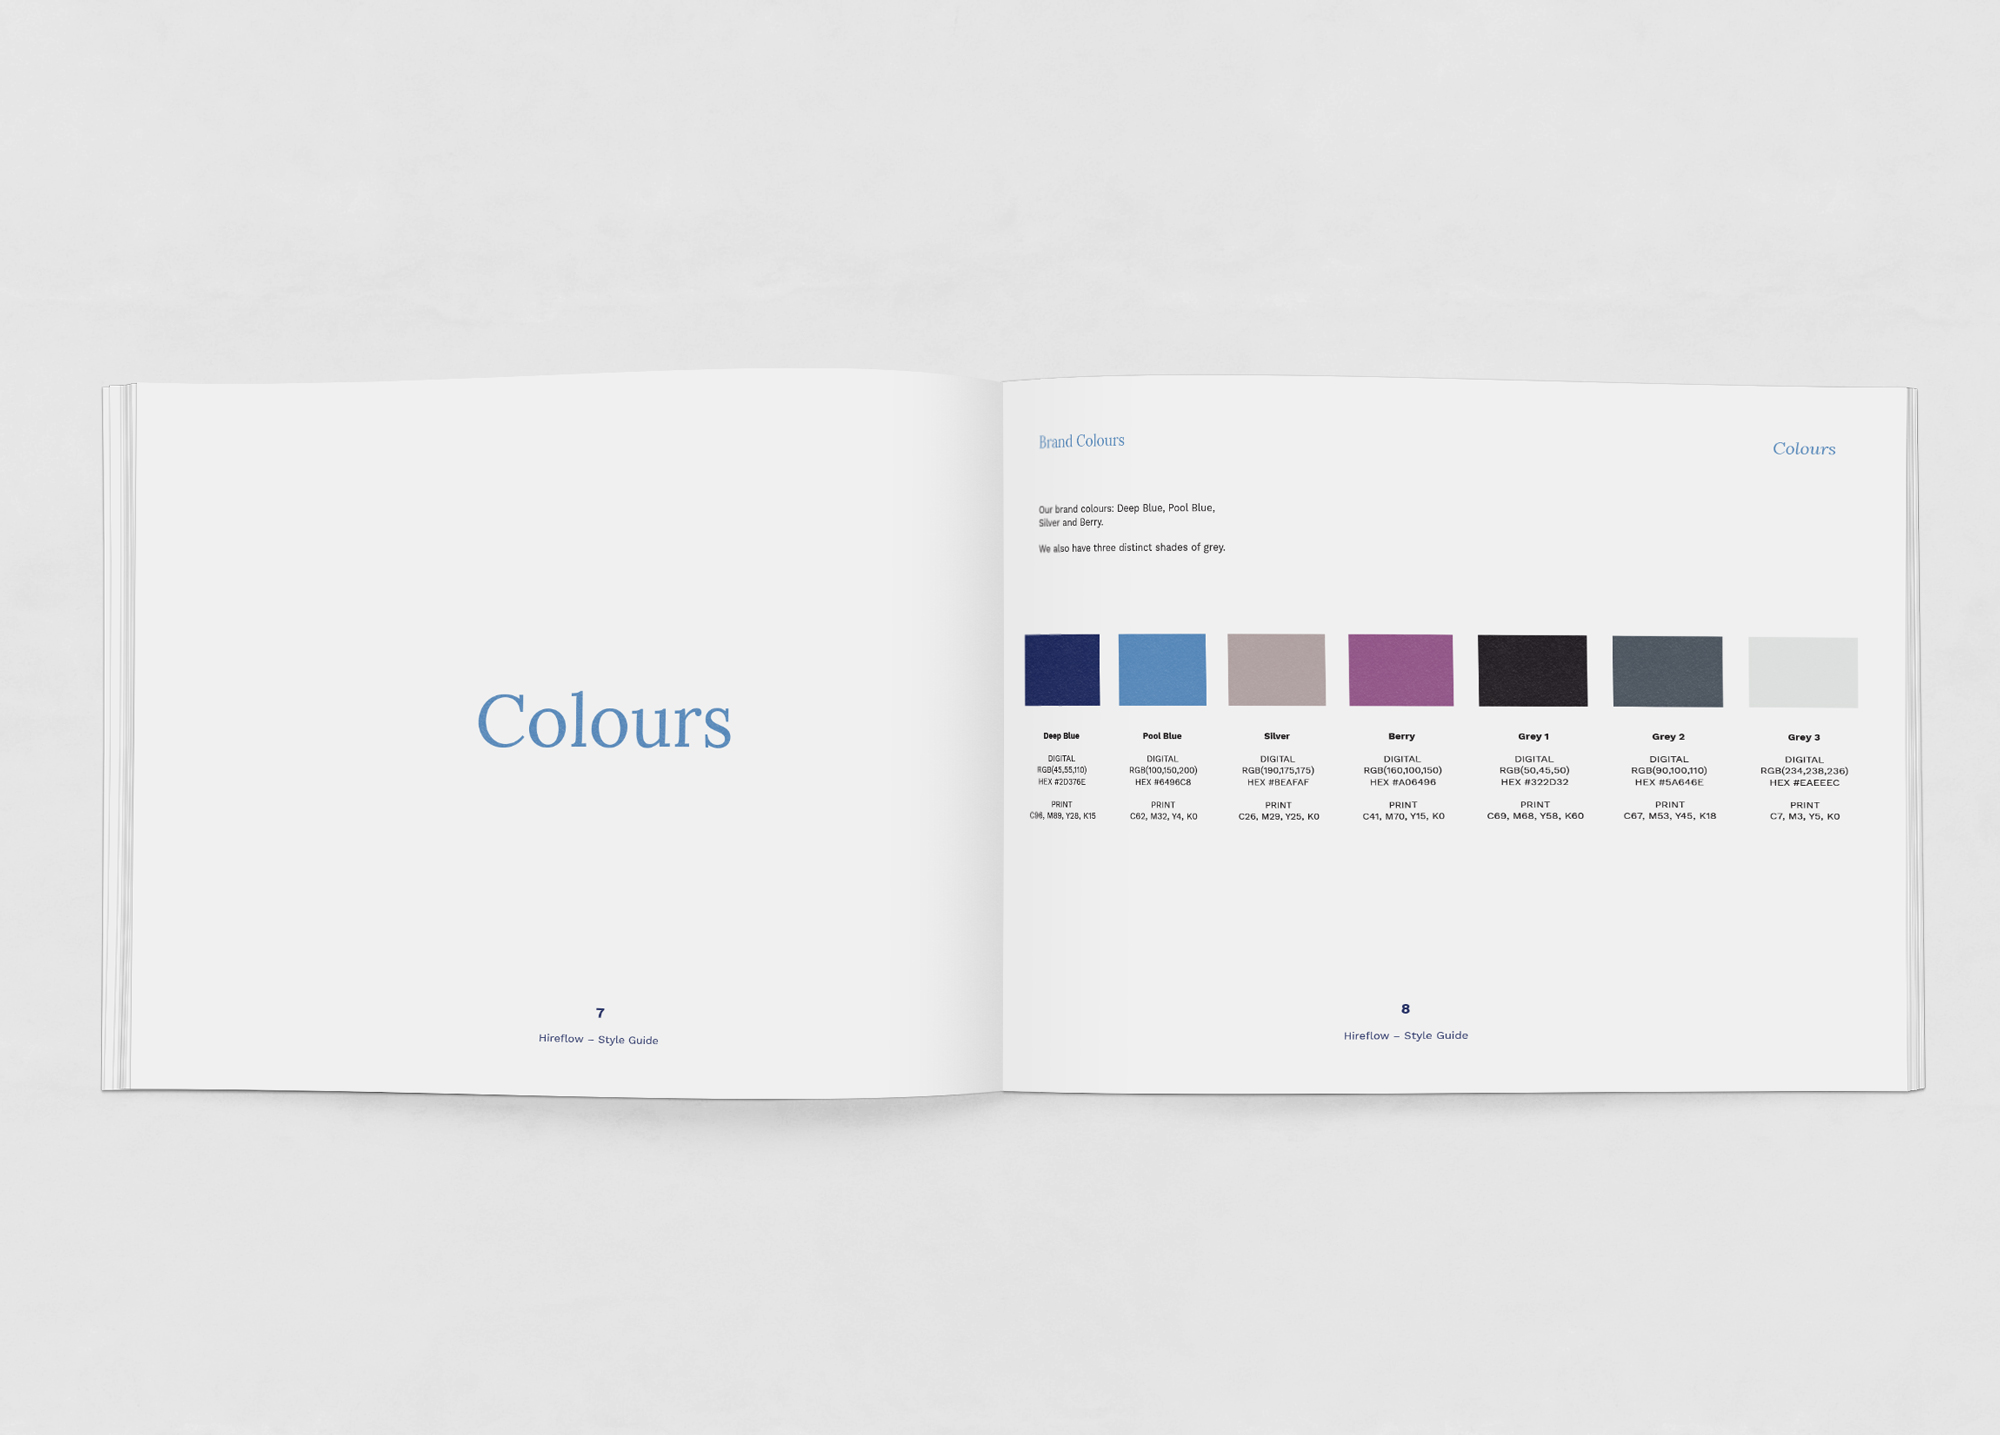 Colours
7
Hireflow – Style Guide
Brand Colours
Colours
Our brand colours: Deep Blue, Pool Blue,
Silver and Berry.
We also have three distinct shades of grey.
Deep Blue
DIGITAL
RGB(45,55,110)
HEX #2D376E
PRINT
C96, M89, Y28, K15
Pool Blue
DIGITAL
RGB(100,150,200)
HEX #6496C8
PRINT
C62, M32, Y4, K0
Silver
DIGITAL
RGB(190,175,175)
HEX #BEAFAF
PRINT
C26, M29, Y25, K0
Berry
DIGITAL
RGB(160,100,150)
HEX #A06496
PRINT
C41, M70, Y15, K0
Grey 1
DIGITAL
RGB(50,45,50)
HEX #322D32
PRINT
C69, M68, Y58, K60
Grey 2
DIGITAL
RGB(90,100,110)
HEX #5A646E
PRINT
C67, M53, Y45, K18
Grey 3
DIGITAL
RGB(234,238,236)
HEX #EAEEEC
PRINT
C7, M3, Y5, K0
8
Hireflow – Style Guide